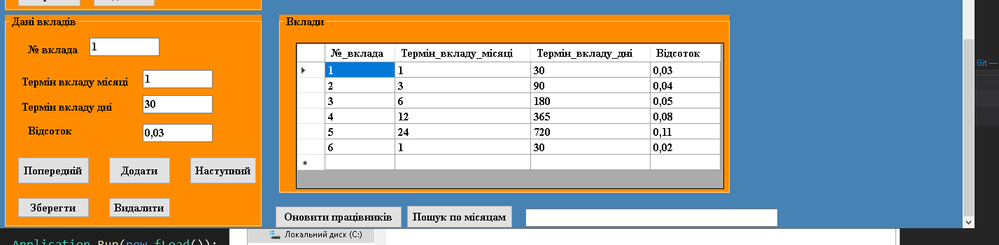 Дані вкладів
№ вклада 1
Термін вкладу місяці 1
Термін вкладу дні 30
Відсоток 0,03
Попередній Додати Наступний
Зберегти Видалити
Вклади
№_вклада Термін_вкладу_місяці Термін_вкладу_дні Відсоток
1 1 30 0,03
2 3 90 0,04
3 6 180 0,05
4 12 365 0,08
5 24 720 0,11
6 1 30 0,02
Оновити працівників Пошук по місяцам
Git —
Application.Run(new fLoad());
Локальний диск (C:)